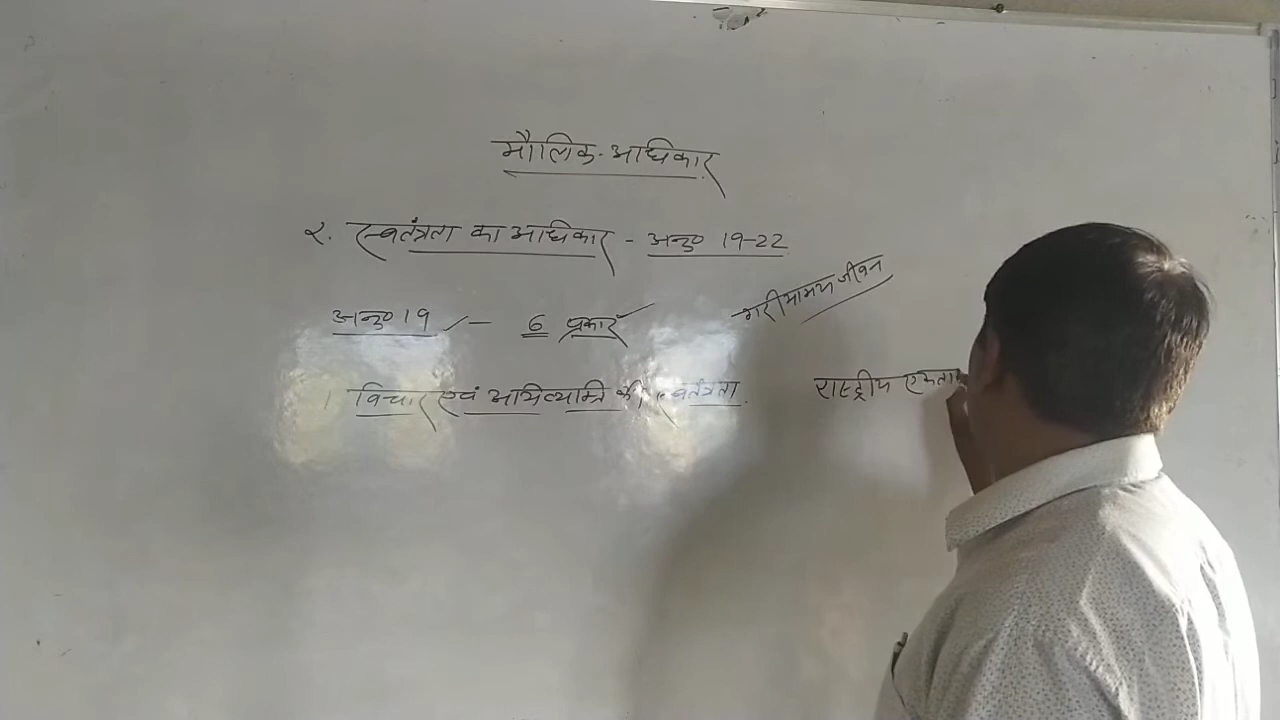 मौलिक-अधिकार
२. स्वतंत्रता का अधिकार - अनु० 19-22
गरीमामय जीवन
अनु० 19 - 6 प्रकार
1 विचार एवं अभिव्यक्ति की स्वतंत्रता
राष्ट्रीय एकता